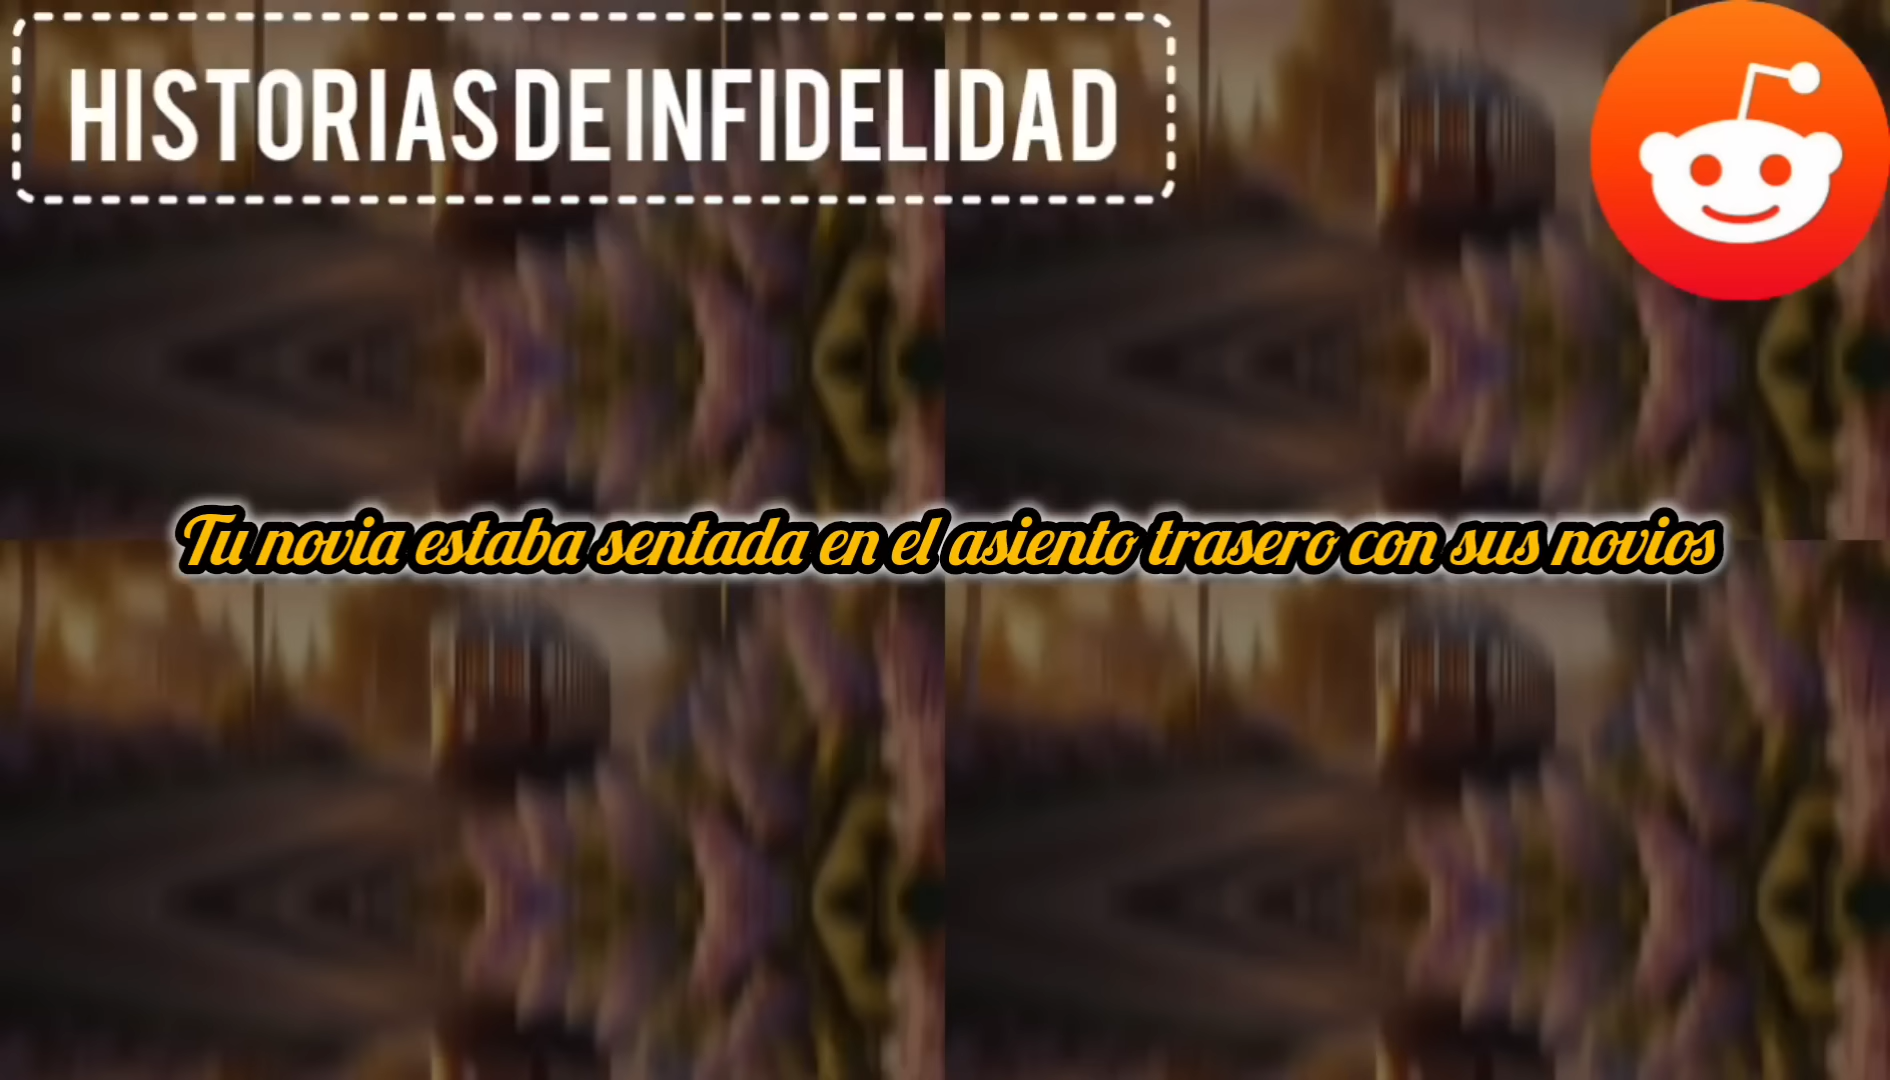 HISTORIAS DE INFIDELIDAD
Tu novia estaba sentada en el asiento trasero con sus novios